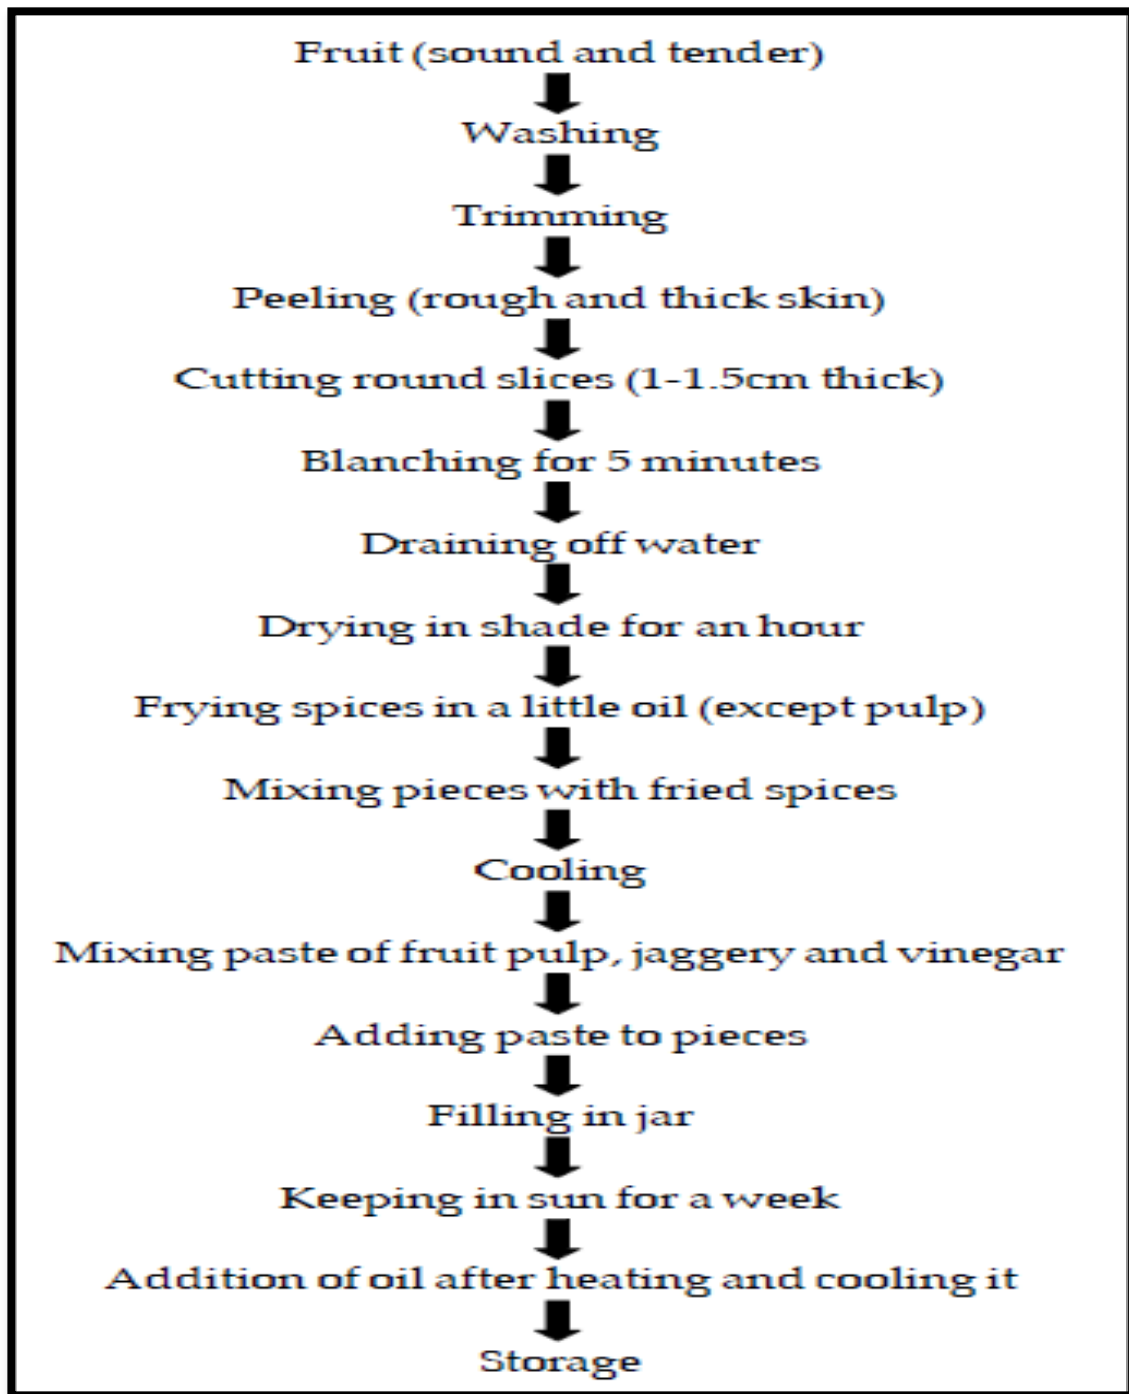 Fruit (sound and tender)
Washing
Trimming
Peeling (rough and thick skin)
Cutting round slices (1-1.5cm thick)
Blanching for 5 minutes
Draining off water
Drying in shade for an hour
Frying spices in a little oil (except pulp)
Mixing pieces with fried spices
Cooling
Mixing paste of fruit pulp, jaggery and vinegar
Adding paste to pieces
Filling in jar
Keeping in sun for a week
Addition of oil after heating and cooling it
Storage